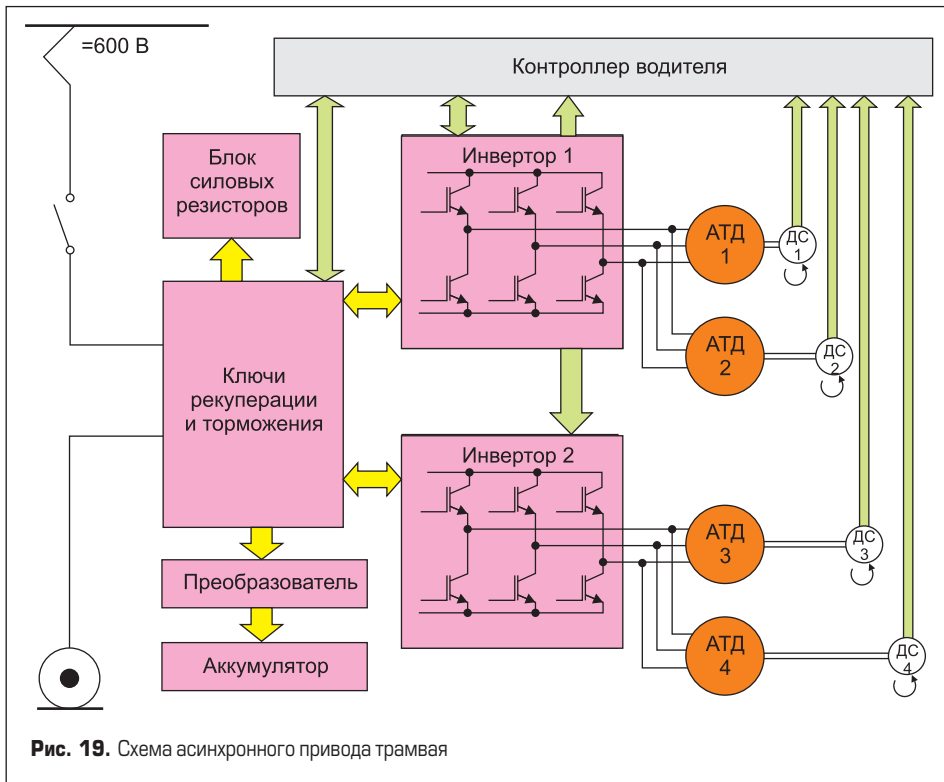 =600 В
Контроллер водителя
Блок
силовых
резисторов
Инвертор 1
АТД
1
ДС
1
АТД
2
ДС
2
Ключи
рекуперации
и торможения
Инвертор 2
АТД
3
ДС
3
Преобразователь
АТД
4
ДС
4
Аккумулятор
Рис. 19. Схема асинхронного привода трамвая